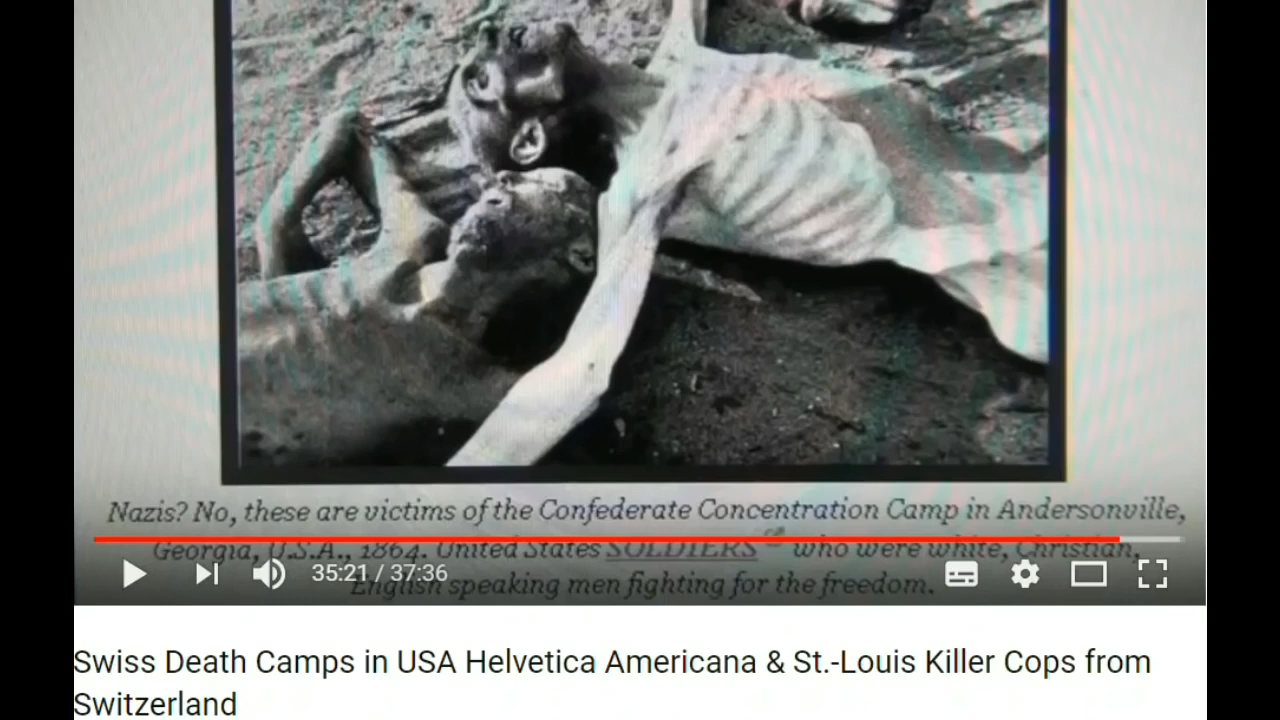 Nazis? No, these are victims of the Confederate Concentration Camp in Andersonville,
Georgia, U.S.A., 1864. United States SOLDIERS who were white, Christian,
35:21 / 37:36
English speaking men fighting for the freedom.
Swiss Death Camps in USA Helvetica Americana & St.-Louis Killer Cops from
Switzerland